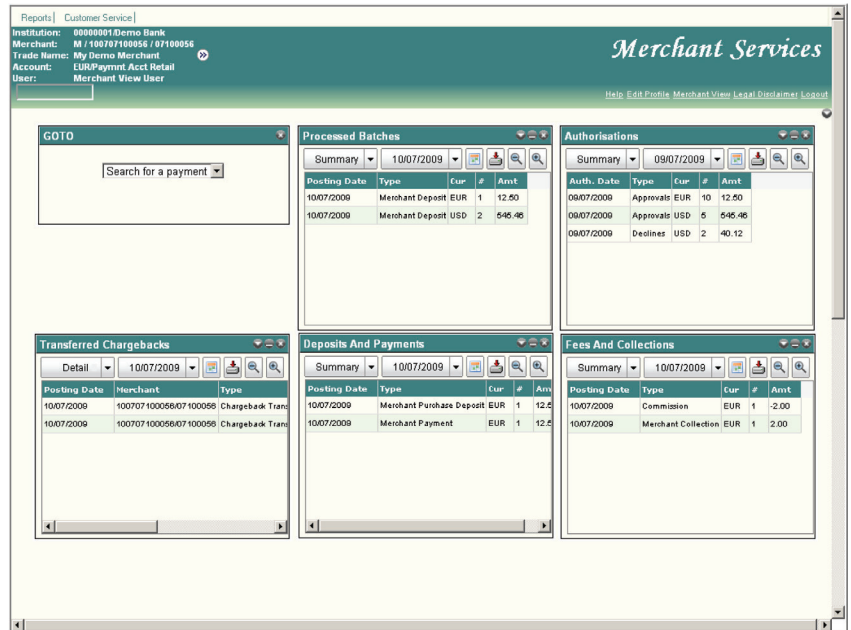 Reports| Customer Service|
Institution: 00000001/Demo Bank
Merchant: M / 100707100056 / 07100056
Trade Name: My Demo Merchant
Account: EUR/Paymnt Acct Retail
User: Merchant View User
Merchant Services
Help Edit Profile Merchant View Legal Disclaimer Logout
GOTO
Search for a payment
Processed Batches
Summary 10/07/2009
Posting Date Type Cur # Amt
10/07/2009 Merchant Deposit EUR 1 12.50
10/07/2009 Merchant Deposit USD 2 545.46
Authorisations
Summary 09/07/2009
Auth. Date Type Cur # Amt
09/07/2009 Approvals EUR 10 12.50
09/07/2009 Approvals USD 5 545.46
09/07/2009 Declines USD 2 40.12
Transferred Chargebacks
Detail 10/07/2009
Posting Date Merchant Type
10/07/2009 100707100056/07100056 Chargeback Trans
10/07/2009 100707100056/07100056 Chargeback Trans
Deposits And Payments
Summary 10/07/2009
Posting Date Type Cur # Am
10/07/2009 Merchant Purchase Deposit EUR 1 12.5
10/07/2009 Merchant Payment EUR 1 12.5
Fees And Collections
Summary 10/07/2009
Posting Date Type Cur # Amt
10/07/2009 Commission EUR 1 -2.00
10/07/2009 Merchant Collection EUR 1 2.00